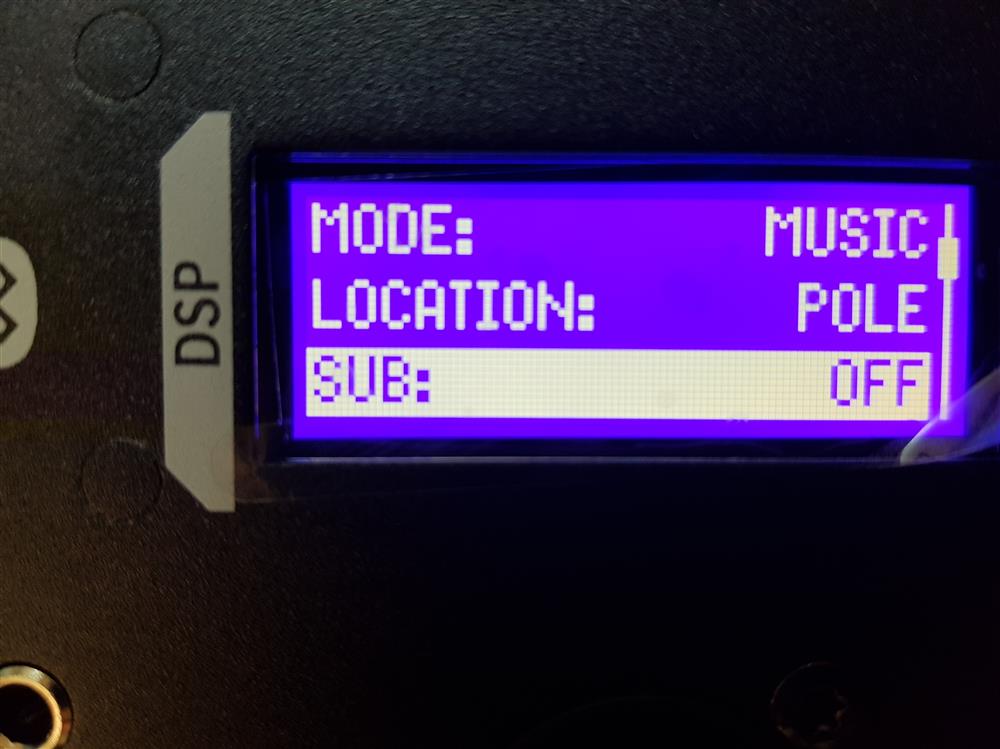 DSP
MODE: MUSIC
LOCATION: POLE
SUB: OFF